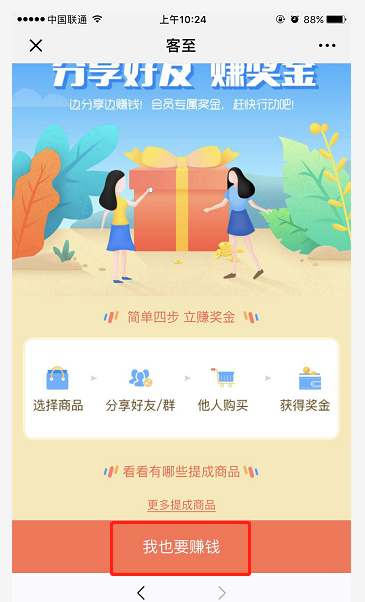 中国联通 上午10:24 88%
客至
分享好友 赚奖金
边分享边赚钱！会员专属奖金，赶快行动吧！
简单四步 立赚奖金
选择商品 分享好友/群 他人购买 获得奖金
看看有哪些提成商品
更多提成商品
我也要赚钱